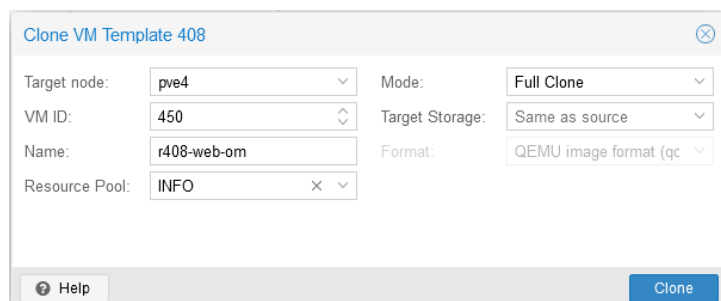 Clone VM Template 408
Target node: pve4 Mode: Full Clone
VM ID: 450 Target Storage: Same as source
Name: r408-web-om Format: QEMU image format (qc
Resource Pool: INFO
Help Clone